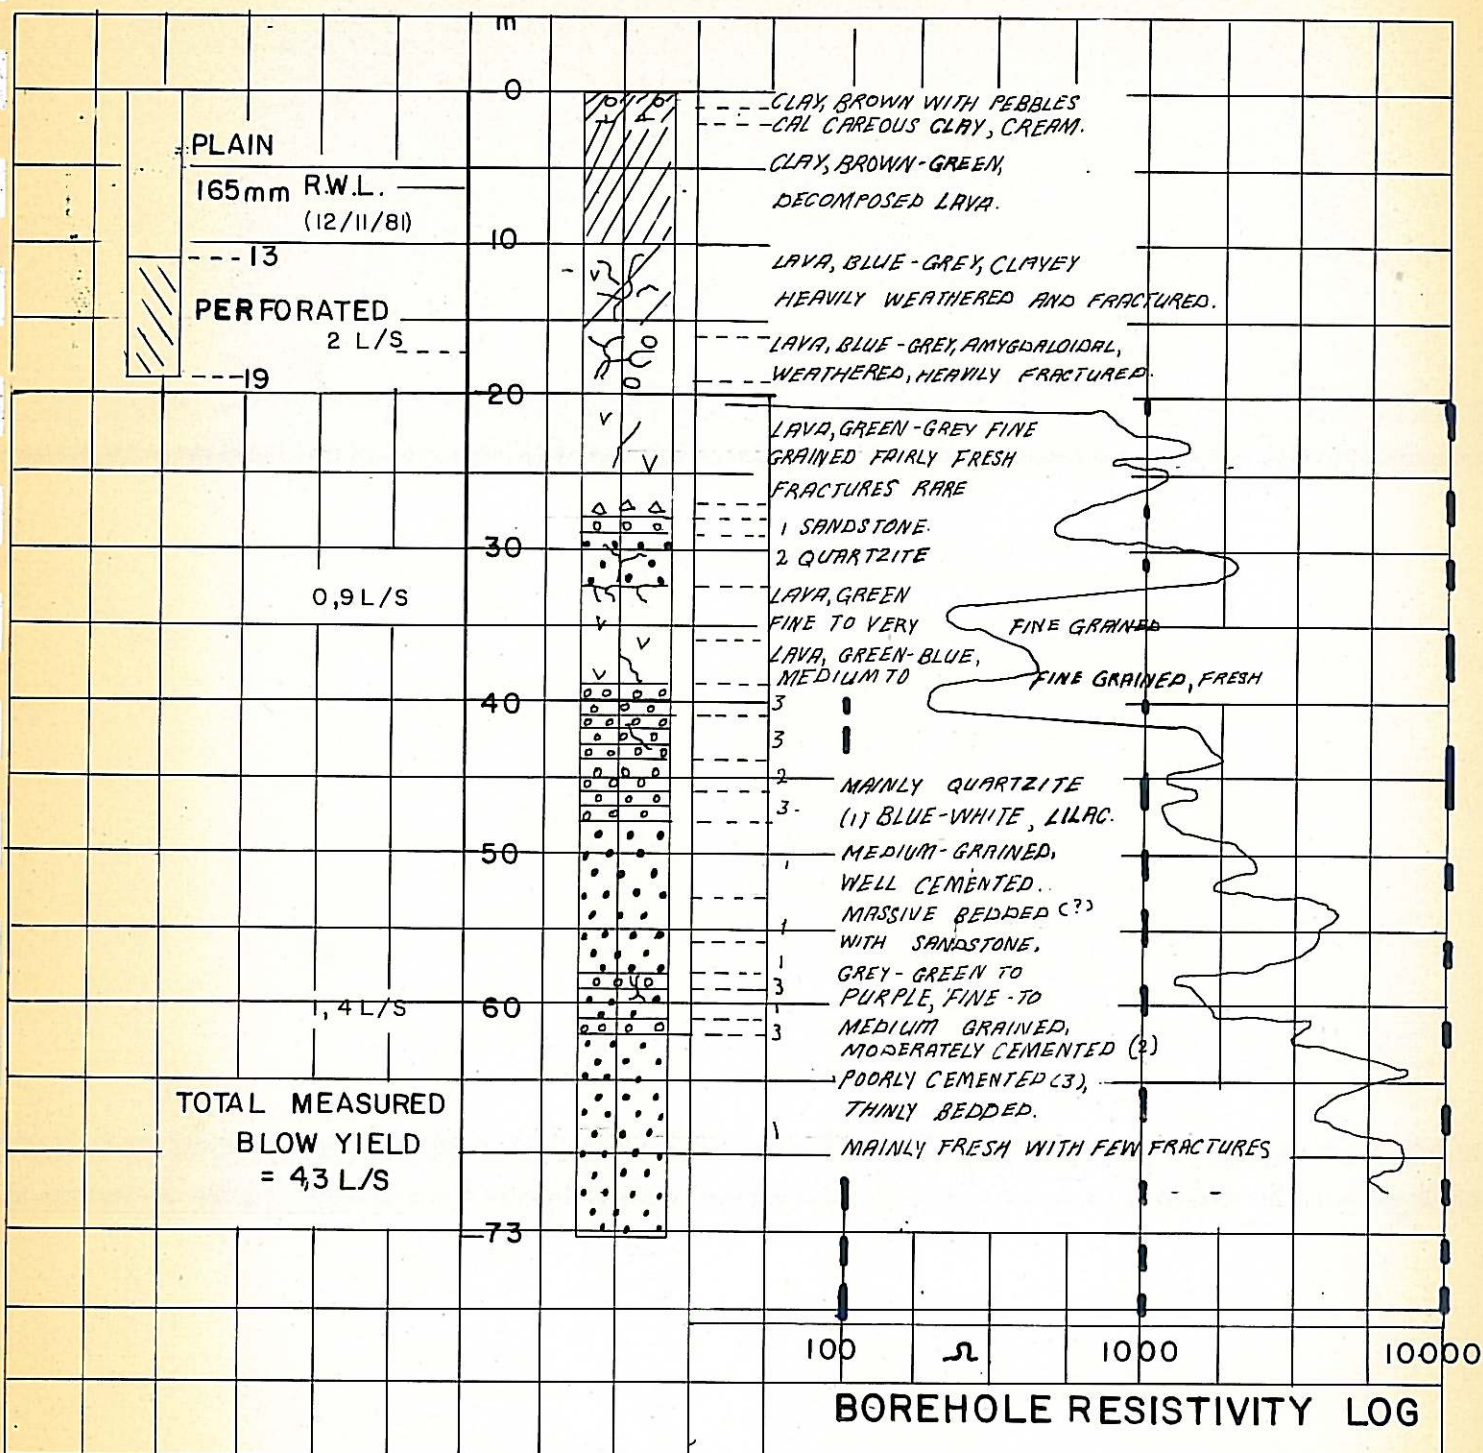 m
0
PLAIN
165mm R.W.L.
(12/11/81)
10
13
PERFORATED
2 L/S
19
20
30
0,9 L/S
40
50
1,4 L/S
60
TOTAL MEASURED
BLOW YIELD
= 4,3 L/S
73
CLAY, BROWN WITH PEBBLES
CAL CAREOUS CLAY, CREAM.
CLAY, BROWN-GREEN,
DECOMPOSED LAVA.
LAVA, BLUE-GREY, CLAYEY
HEAVILY WEATHERED AND FRACTURED.
LAVA, BLUE-GREY, AMYGDALOIDAL,
WEATHERED, HEAVILY FRACTURED.
LAVA, GREEN-GREY FINE
GRAINED FAIRLY FRESH
FRACTURES RARE
1 SANDSTONE.
2 QUARTZITE
LAVA, GREEN
FINE TO VERY FINE GRAINED
LAVA, GREEN-BLUE,
MEDIUM TO FINE GRAINED, FRESH
3
3
2
3
1
1
1
3
1
3
1
MAINLY QUARTZITE
(1) BLUE-WHITE, LILAC.
MEDIUM-GRAINED,
WELL CEMENTED..
MASSIVE BEDDED (?)
WITH SANDSTONE,
GREY-GREEN TO
PURPLE, FINE-TO
MEDIUM GRAINED,
MODERATELY CEMENTED (2)
POORLY CEMENTED (3),
THINLY BEDDED.
MAINLY FRESH WITH FEW FRACTURES
100 Ω 1000 10000
BOREHOLE RESISTIVITY LOG